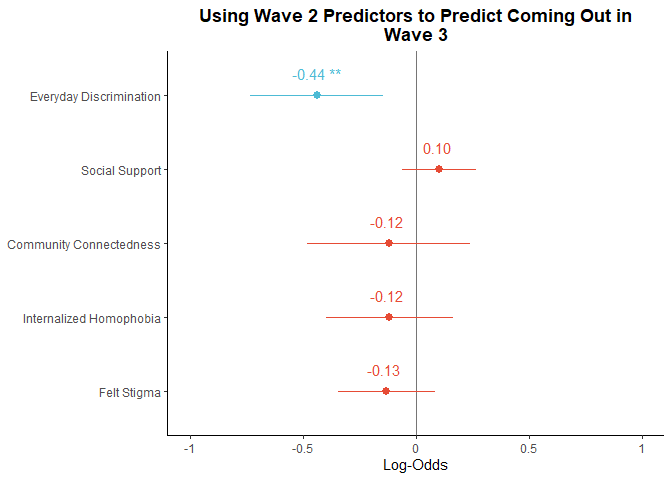 Using Wave 2 Predictors to Predict Coming Out in
Wave 3
Everyday Discrimination
-0.44 **
Social Support
0.10
Community Connectedness
-0.12
Internalized Homophobia
-0.12
Felt Stigma
-0.13
-1 -0.5 0 0.5 1
Log-Odds